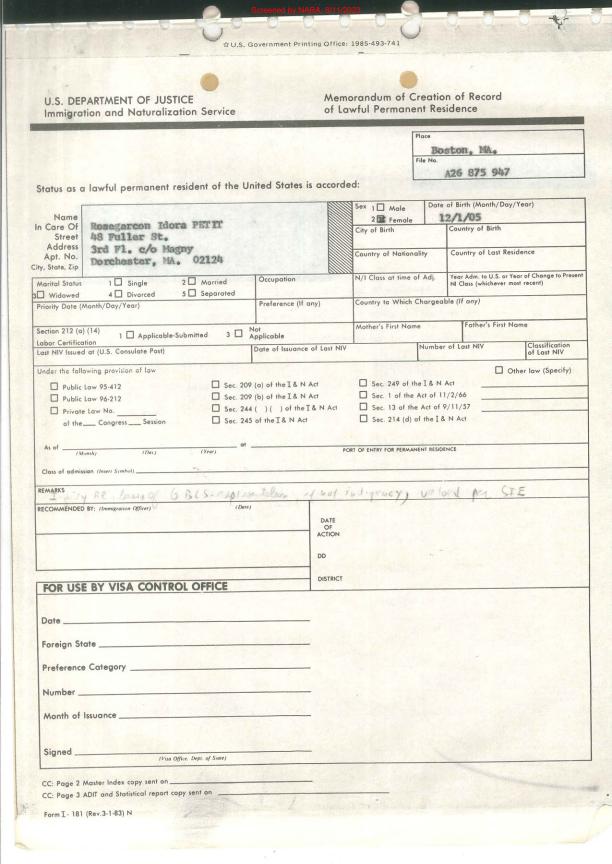 Screened by NARA, 8/11/2023
☆ U.S. Government Printing Office: 1985-493-741
U.S. DEPARTMENT OF JUSTICE
Immigration and Naturalization Service
Memorandum of Creation of Record
of Lawful Permanent Residence
Place
Boston, MA.
File No.
A26 875 947
Status as a lawful permanent resident of the United States is accorded:
Name
In Care Of
Street
Address
Apt. No.
City, State, Zip
Rosegarcon Idora PETIT
48 Fuller St.
3rd Fl. c/o Magny
Dorchester, MA. 02124
Sex 1 ☐ Male
2 ☒ Female
Date of Birth (Month/Day/Year)
12/1/05
City of Birth
Country of Birth
Country of Nationality
Country of Last Residence
Marital Status 1 ☐ Single 2 ☐ Married
3 ☐ Widowed 4 ☐ Divorced 5 ☐ Separated
Occupation
N/I Class at time of Adj.
Year Adm. to U.S. or Year of Change to Present
NI Class (whichever most recent)
Priority Date (Month/Day/Year)
Preference (If any)
Country to Which Chargeable (If any)
Section 212 (a) (14)
Labor Certification
1 ☐ Applicable-Submitted 3 ☐ Not Applicable
Mother's First Name
Father's First Name
Last NIV Issued at (U.S. Consulate Post)
Date of Issuance of Last NIV
Number of Last NIV
Classification
of Last NIV
Under the following provision of law
☐ Other law (Specify)
☐ Public Law 95-412
☐ Public Law 96-212
☐ Private Law No.
of the Congress Session
☐ Sec. 209 (a) of the I & N Act
☐ Sec. 209 (b) of the I & N Act
☐ Sec. 244 ( ) ( ) of the I & N Act
☐ Sec. 245 of the I & N Act
☐ Sec. 249 of the I & N Act
☐ Sec. 1 of the Act of 11/2/66
☐ Sec. 13 of the Act of 9/11/57
☐ Sec. 214 (d) of the I & N Act
As of at
(Month) (Day) (Year) PORT OF ENTRY FOR PERMANENT RESIDENCE
Class of admission (Insert Symbol)
REMARKS
RECOMMENDED BY: (Immigration Officer) (Date)
DATE
OF
ACTION
DD
DISTRICT
FOR USE BY VISA CONTROL OFFICE
Date
Foreign State
Preference Category
Number
Month of Issuance
Signed
(Visa Office, Dept. of State)
CC: Page 2 Master Index copy sent on
CC: Page 3 ADIT and Statistical report copy sent on
Form I - 181 (Rev.3-1-83) N